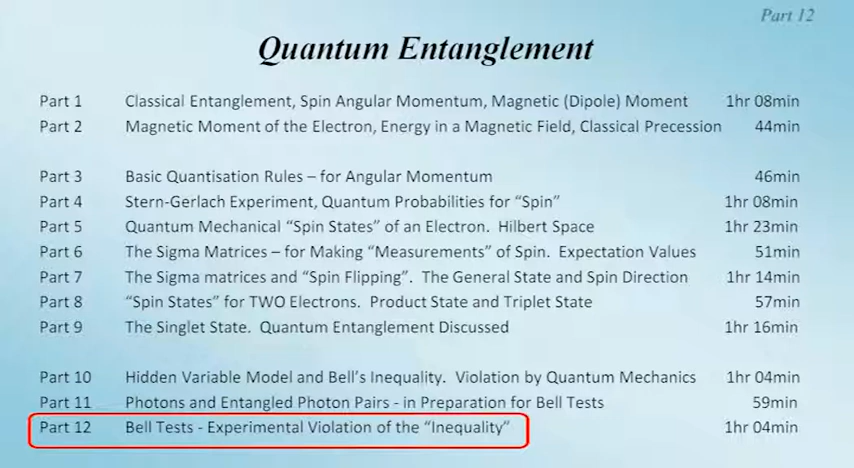 Part 12
Quantum Entanglement
Part 1 Classical Entanglement, Spin Angular Momentum, Magnetic (Dipole) Moment 1hr 08min
Part 2 Magnetic Moment of the Electron, Energy in a Magnetic Field, Classical Precession 44min
Part 3 Basic Quantisation Rules – for Angular Momentum 46min
Part 4 Stern-Gerlach Experiment, Quantum Probabilities for “Spin” 1hr 08min
Part 5 Quantum Mechanical “Spin States” of an Electron. Hilbert Space 1hr 23min
Part 6 The Sigma Matrices – for Making “Measurements” of Spin. Expectation Values 51min
Part 7 The Sigma matrices and “Spin Flipping”. The General State and Spin Direction 1hr 14min
Part 8 “Spin States” for TWO Electrons. Product State and Triplet State 57min
Part 9 The Singlet State. Quantum Entanglement Discussed 1hr 16min
Part 10 Hidden Variable Model and Bell’s Inequality. Violation by Quantum Mechanics 1hr 04min
Part 11 Photons and Entangled Photon Pairs - in Preparation for Bell Tests 59min
Part 12 Bell Tests - Experimental Violation of the “Inequality” 1hr 04min